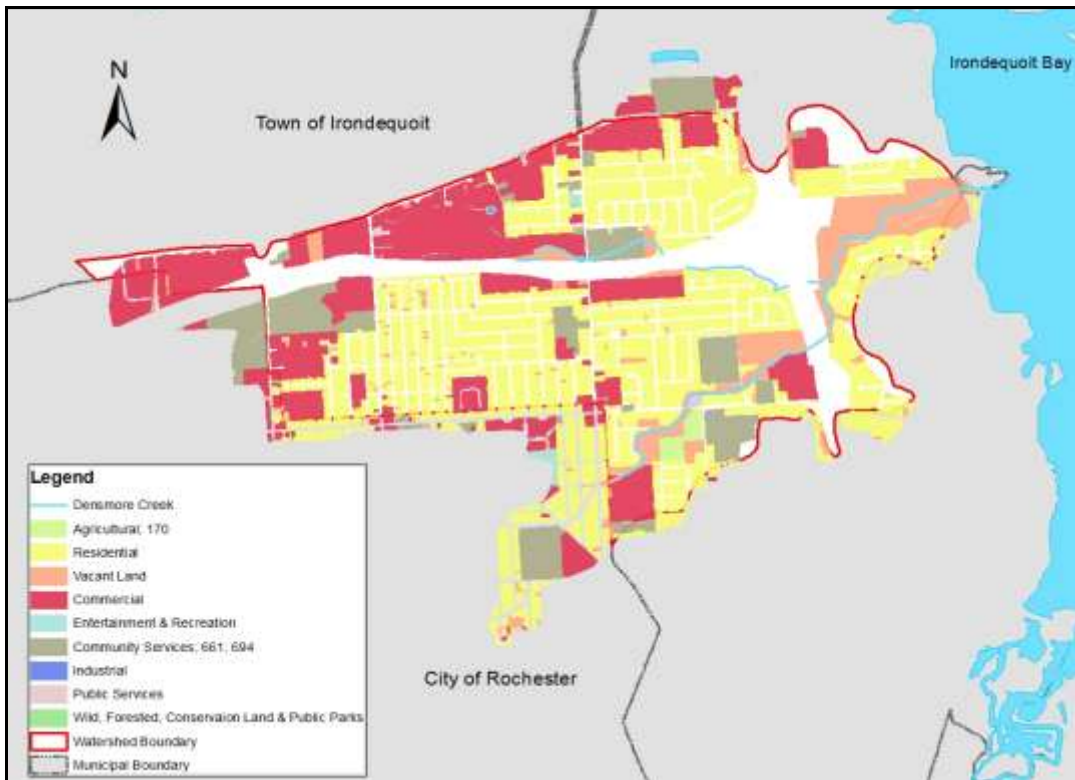 N
Irondequoit Bay
Town of Irondequoit
City of Rochester
Legend
Densmore Creek
Agricultural, 170
Residential
Vacant Land
Commercial
Entertainment & Recreation
Community Services, 661, 694
Industrial
Public Services
Wild, Forested, Conservaion Land & Public Parks
Watershed Boundary
Municipal Boundary